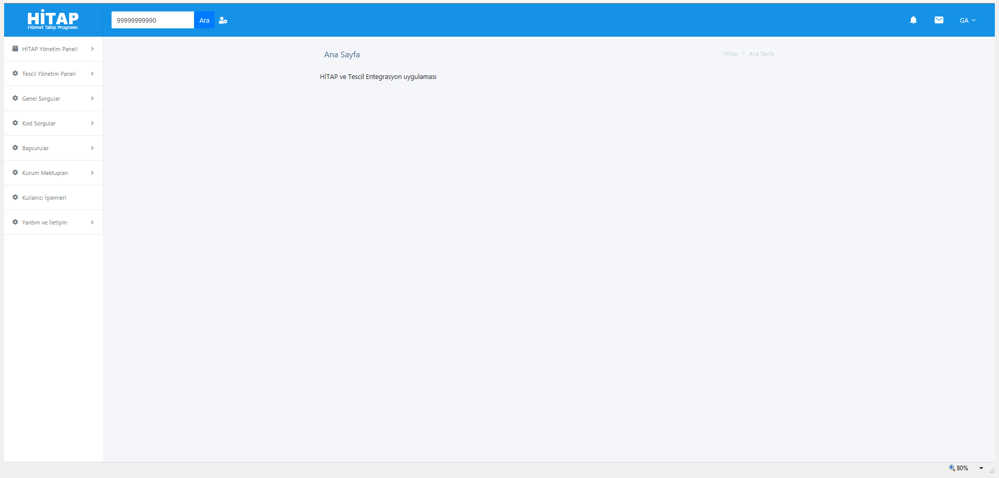 HİTAP
Hizmet Takip Programı
99999999990
Ara
GA
HİTAP Yönetim Paneli
Tescil Yönetim Paneli
Genel Sorgular
Kod Sorgular
Başvurular
Kurum Mektupları
Kullanıcı İşlemleri
Yardım ve İletişim
Ana Sayfa
Hitap > Ana Sayfa
HİTAP ve Tescil Entegrasyon uygulaması
80%